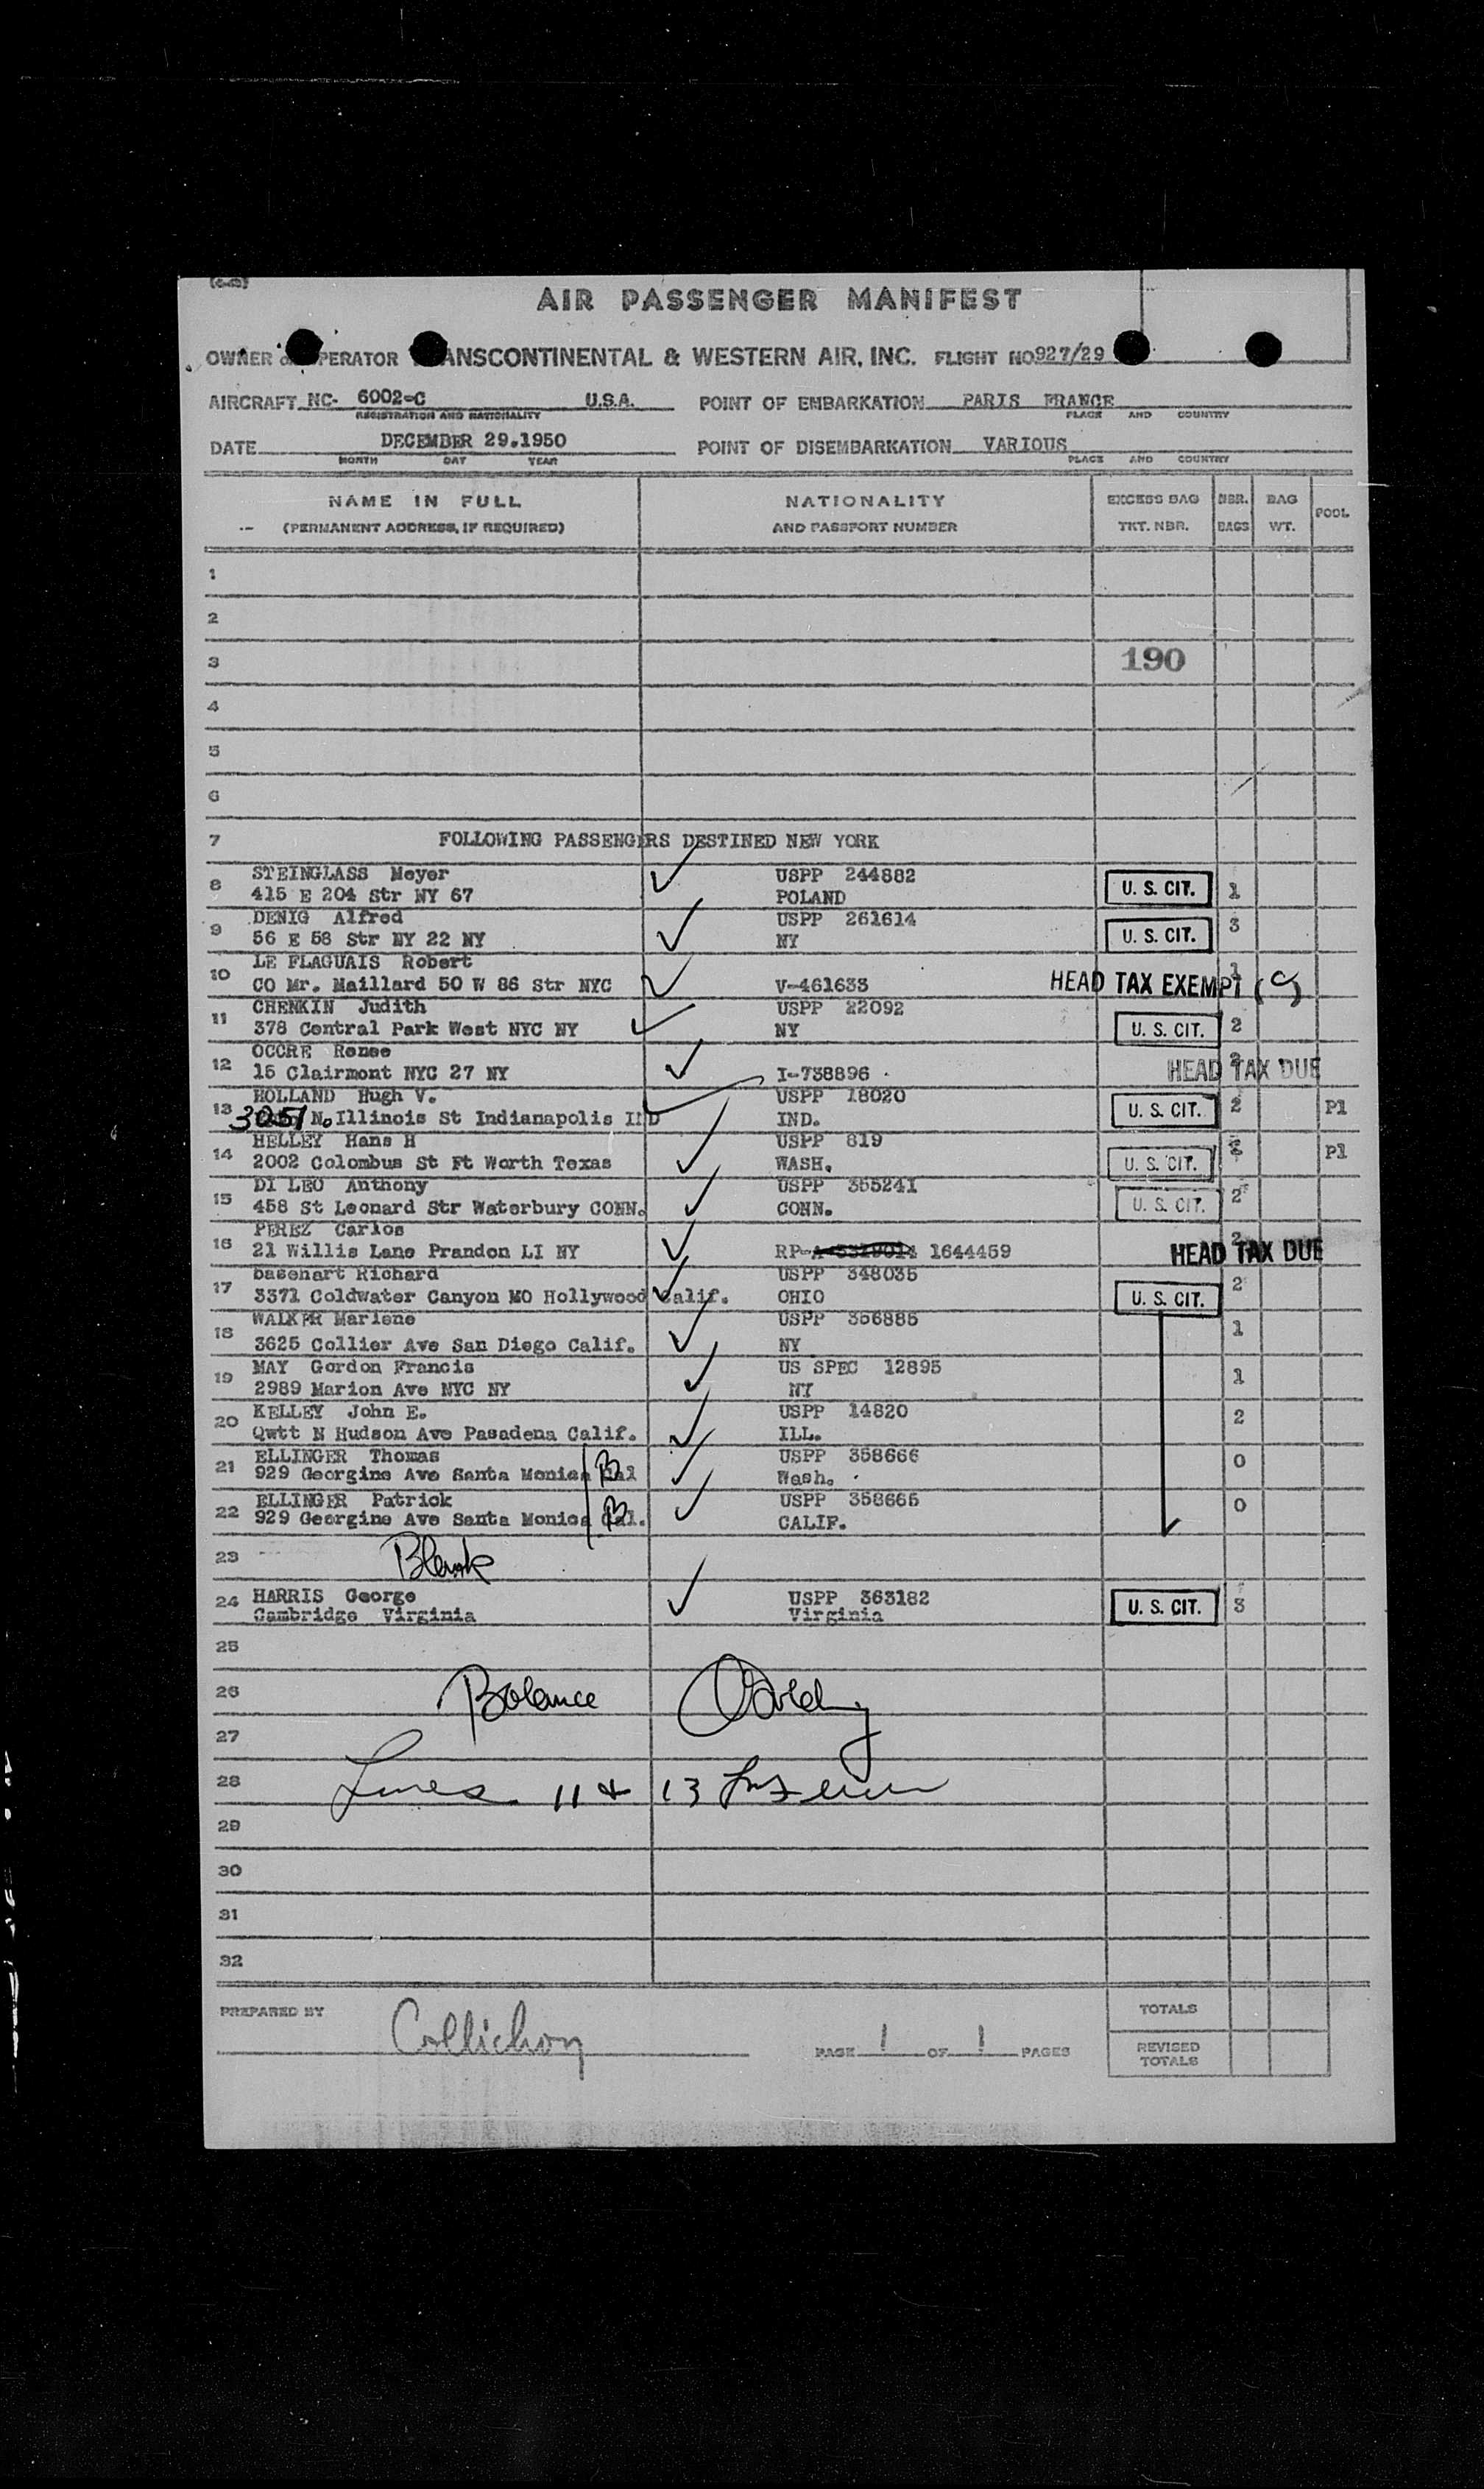 AIR PASSENGER MANIFEST
OWNER PERATOR ANSCONTINENTAL & WESTERN AIR, INC. FLIGHT NO 927/29
AIRCRAFT NC- 6002-C U.S.A. POINT OF EMBARKATION PARIS FRANCE
REGISTRATION AND NATIONALITY PLACE AND COUNTRY
DATE DECEMBER 29.1950 POINT OF DISEMBARKATION VARIOUS
MONTH DAY YEAR PLACE AND COUNTRY
NAME IN FULL NATIONALITY EXCESS BAG NBR. BAG POOL
(PERMANENT ADDRESS, IF REQUIRED) AND PASSPORT NUMBER TKT. NBR. BAGS WT.
1
2
3 190
4
5
6
7 FOLLOWING PASSENGERS DESTINED NEW YORK
8 STEINGLASS Meyer USPP 244882 U. S. CIT. 1
415 E 204 Str NY 67 POLAND
9 DENIG Alfred USPP 261614 U. S. CIT. 3
56 E 58 Str NY 22 NY NY
10 LE FLAGUAIS Robert
CO Mr. Maillard 50 W 86 Str NYC V-461633 HEAD TAX EXEMPT
11 CHENKIN Judith USPP 22092 U. S. CIT. 2
378 Central Park West NYC NY NY
12 OCCRE Renee HEAD TAX DUE
15 Clairmont NYC 27 NY I-738896
13 HOLLAND Hugh V. USPP 18020 U. S. CIT. 2 P1
3051 N. Illinois St Indianapolis IND IND.
14 HELLEY Hans H USPP 819 U. S. CIT. P1
2002 Colombus St Ft Worth Texas WASH.
15 DI LEO Anthony USPP 355241 U. S. CIT. 2
458 St Leonard Str Waterbury CONN. CONN.
16 PEREZ Carlos
21 Willis Lane Prandon LI NY RP- 1644459 HEAD TAX DUE
17 basehart Richard USPP 348035 U. S. CIT. 2
3371 Coldwater Canyon MO Hollywood Calif. OHIO
18 WALKER Marlene USPP 356885 1
3625 Collier Ave San Diego Calif. NY
19 MAY Gordon Francis US SPEC 12895 1
2989 Marion Ave NYC NY NY
20 KELLEY John E. USPP 14820 2
Qwtt N Hudson Ave Pasadena Calif. ILL.
21 ELLINGER Thomas USPP 358666 0
929 Georgine Ave Santa Monica Cal B Wash.
22 ELLINGER Patrick USPP 358665 0
929 Georgine Ave Santa Monica Cal. B CALIF.
23 Blank
24 HARRIS George USPP 363182 U. S. CIT. 3
Cambridge Virginia Virginia
25
26 Balance
27
28 Lines 11 & 13
29
30
31
32
PREPARED BY Collichon PAGE 1 OF 1 PAGES
TOTALS
REVISED
TOTALS